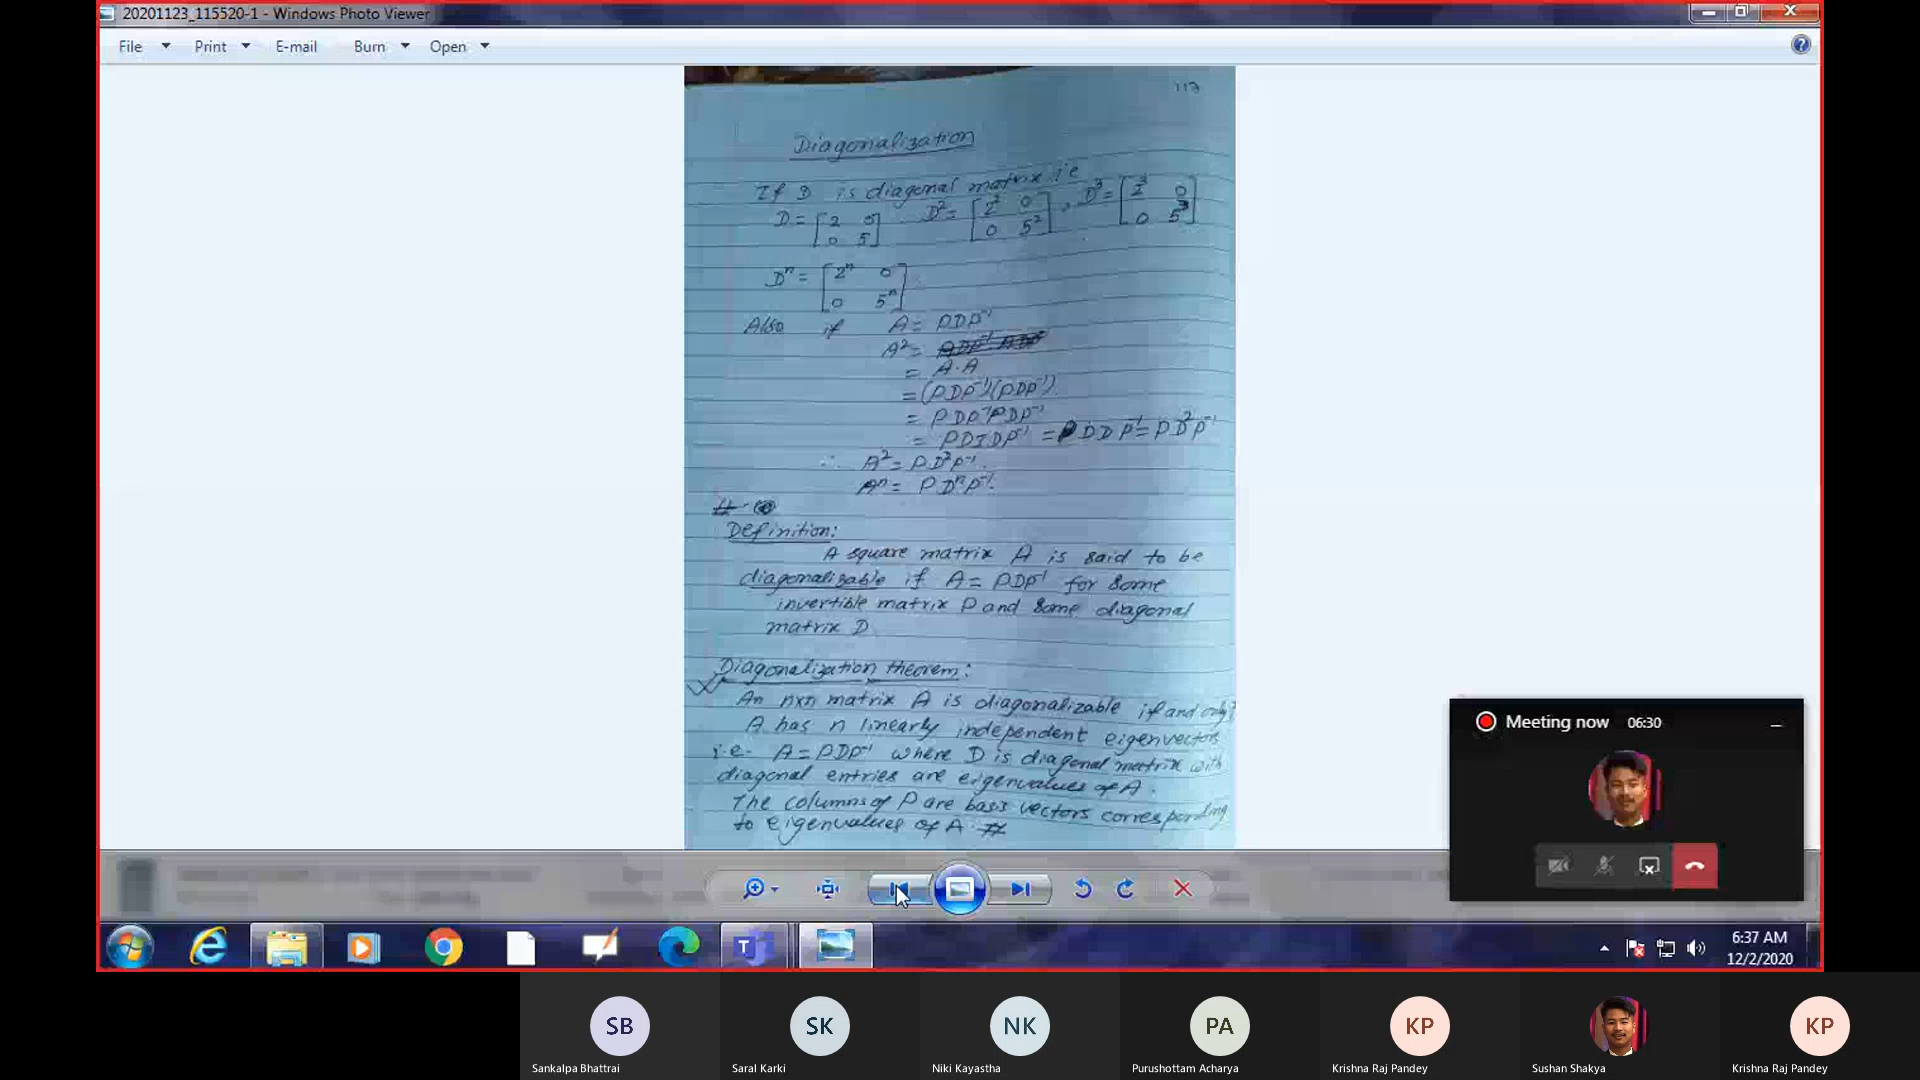 20201123_115520-1 - Windows Photo Viewer
File Print E-mail Burn Open
117
Diagonalization
If D is diagonal matrix i.e
D = [2 0 0 5] D² = [2² 0 0 5²], D³ = [2³ 0 0 5³]
Dⁿ = [2ⁿ 0 0 5ⁿ]
Also if A = PDP⁻¹
A² =
= A·A
= (PDP⁻¹)(PDP⁻¹)
= PDP⁻¹PDP⁻¹
= PDIDP⁻¹ = PDDP⁻¹ = PD²P⁻¹
∴ A² = PD²P⁻¹.
Aⁿ = PDⁿP⁻¹.
Definition:
A square matrix A is said to be
diagonalizable if A = PDP⁻¹ for some
invertible matrix P and some diagonal
matrix D
Diagonalization theorem:
An nxn matrix A is diagonalizable if and only if
A has n linearly independent eigenvectors
i.e. A = PDP⁻¹ where D is diagonal matrix with
diagonal entries are eigenvalues of A.
The columns of P are basis vectors corresponding
to eigenvalues of A. #
Meeting now 06:30
6:37 AM
12/2/2020
SB SK NK PA KP KP
Sankalpa Bhattrai Saral Karki Niki Kayastha Purushottam Acharya Krishna Raj Pandey Sushan Shakya Krishna Raj Pandey